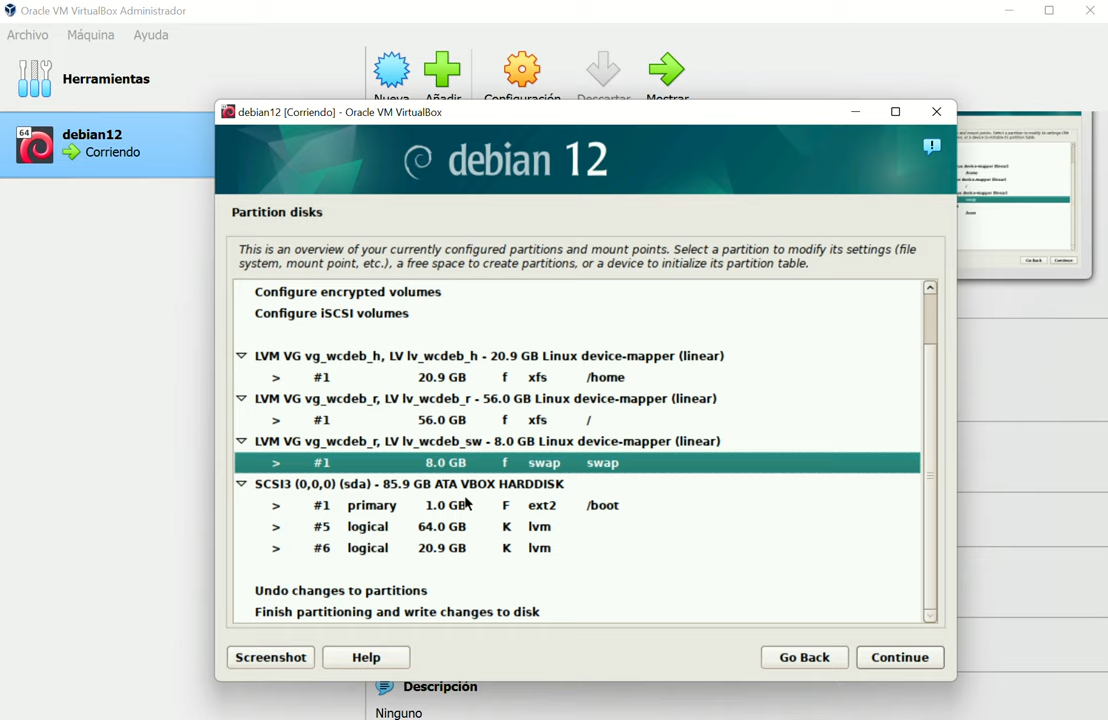 Oracle VM VirtualBox Administrador
Archivo Máquina Ayuda
Herramientas
Nueva Añadir Configuración Descartar Mostrar
64
debian12
Corriendo
debian12 [Corriendo] - Oracle VM VirtualBox
debian 12
Partition disks
This is an overview of your currently configured partitions and mount points. Select a partition to modify its settings (file
system, mount point, etc.), a free space to create partitions, or a device to initialize its partition table.
Configure encrypted volumes
Configure iSCSI volumes
LVM VG vg_wcdeb_h, LV lv_wcdeb_h - 20.9 GB Linux device-mapper (linear)
> #1 20.9 GB f xfs /home
LVM VG vg_wcdeb_r, LV lv_wcdeb_r - 56.0 GB Linux device-mapper (linear)
> #1 56.0 GB f xfs /
LVM VG vg_wcdeb_r, LV lv_wcdeb_sw - 8.0 GB Linux device-mapper (linear)
> #1 8.0 GB f swap swap
SCSI3 (0,0,0) (sda) - 85.9 GB ATA VBOX HARDDISK
> #1 primary 1.0 GB F ext2 /boot
> #5 logical 64.0 GB K lvm
> #6 logical 20.9 GB K lvm
Undo changes to partitions
Finish partitioning and write changes to disk
Screenshot Help Go Back Continue
Descripción
Ninguno